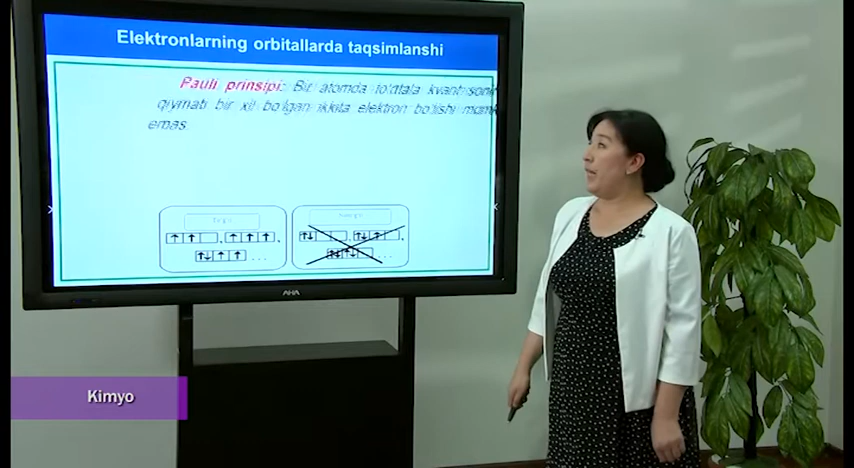 Elektronlarning orbitallarda taqsimlanshi
Pauli prinsipi: Bir atomda to'rttala kvant soni
qiymati bir xil bo'lgan ikkita elektron bo'lishi mumk
emas.
AHA
Kimyo